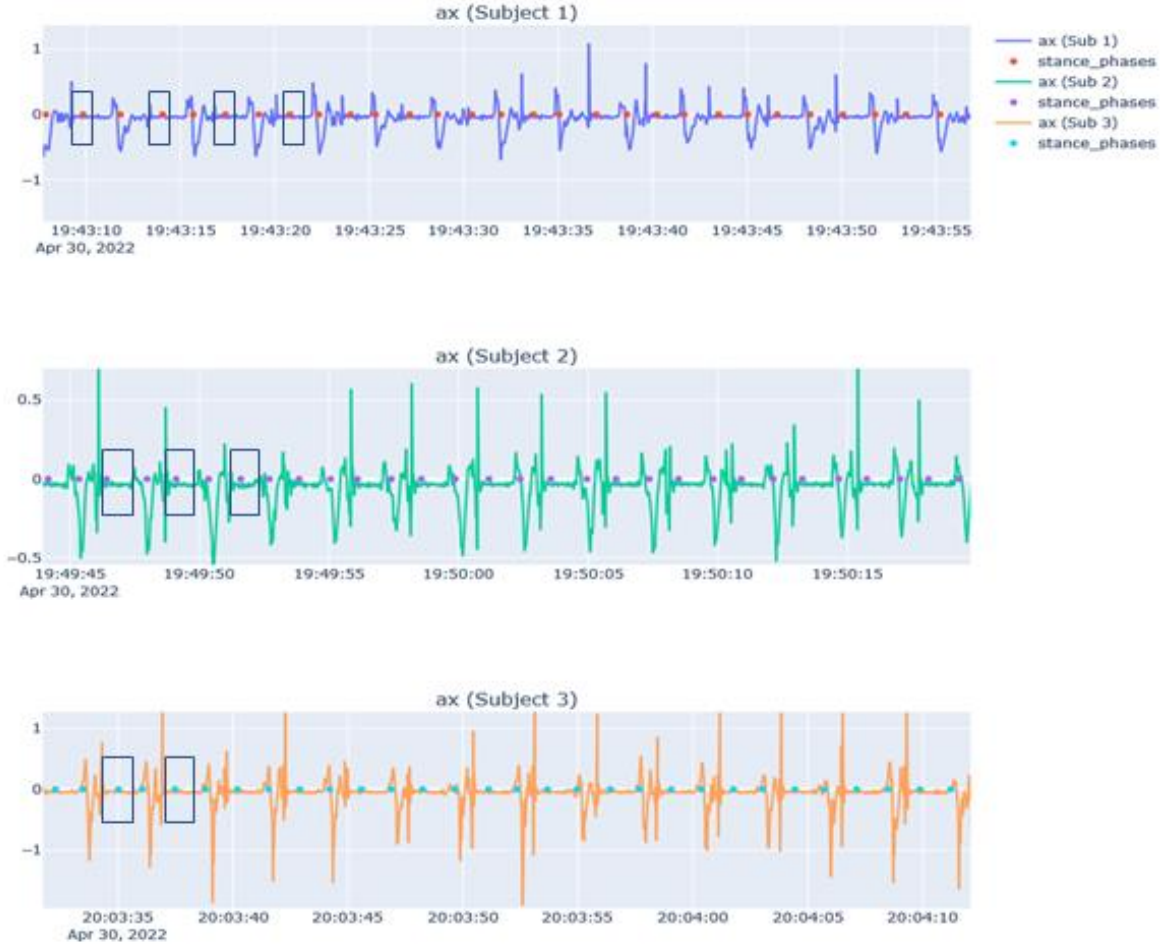 ax (Subject 1)
ax (Sub 1)
stance_phases
ax (Sub 2)
stance_phases
ax (Sub 3)
stance_phases
1
0
−1
19:43:10 19:43:15 19:43:20 19:43:25 19:43:30 19:43:35 19:43:40 19:43:45 19:43:50 19:43:55
Apr 30, 2022
ax (Subject 2)
0.5
0
−0.5
19:49:45 19:49:50 19:49:55 19:50:00 19:50:05 19:50:10 19:50:15
Apr 30, 2022
ax (Subject 3)
1
0
−1
20:03:35 20:03:40 20:03:45 20:03:50 20:03:55 20:04:00 20:04:05 20:04:10
Apr 30, 2022